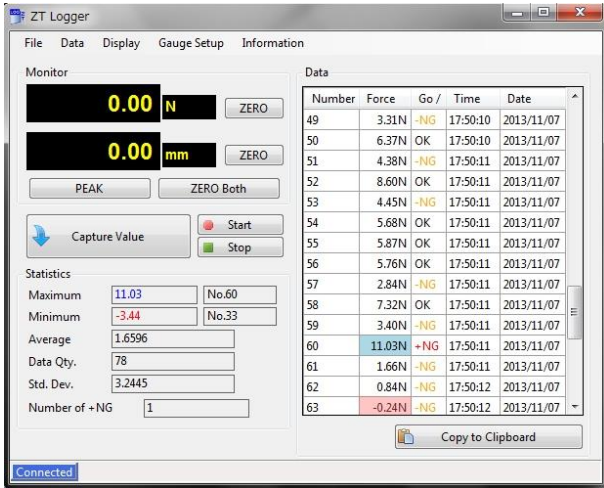 ZT Logger
File Data Display Gauge Setup Information
Monitor
0.00 N ZERO
0.00 mm ZERO
PEAK ZERO Both
Capture Value
Start
Stop
Statistics
Maximum 11.03 No.60
Minimum -3.44 No.33
Average 1.6596
Data Qty. 78
Std. Dev. 3.2445
Number of +NG 1
Data
Number Force Go / Time Date
49 3.31N -NG 17:50:10 2013/11/07
50 6.37N OK 17:50:10 2013/11/07
51 4.38N -NG 17:50:11 2013/11/07
52 8.60N OK 17:50:11 2013/11/07
53 4.45N -NG 17:50:11 2013/11/07
54 5.68N OK 17:50:11 2013/11/07
55 5.87N OK 17:50:11 2013/11/07
56 5.76N OK 17:50:11 2013/11/07
57 2.84N -NG 17:50:11 2013/11/07
58 7.32N OK 17:50:11 2013/11/07
59 3.40N -NG 17:50:11 2013/11/07
60 11.03N +NG 17:50:11 2013/11/07
61 1.66N -NG 17:50:11 2013/11/07
62 0.84N -NG 17:50:12 2013/11/07
63 -0.24N -NG 17:50:12 2013/11/07
Copy to Clipboard
Connected